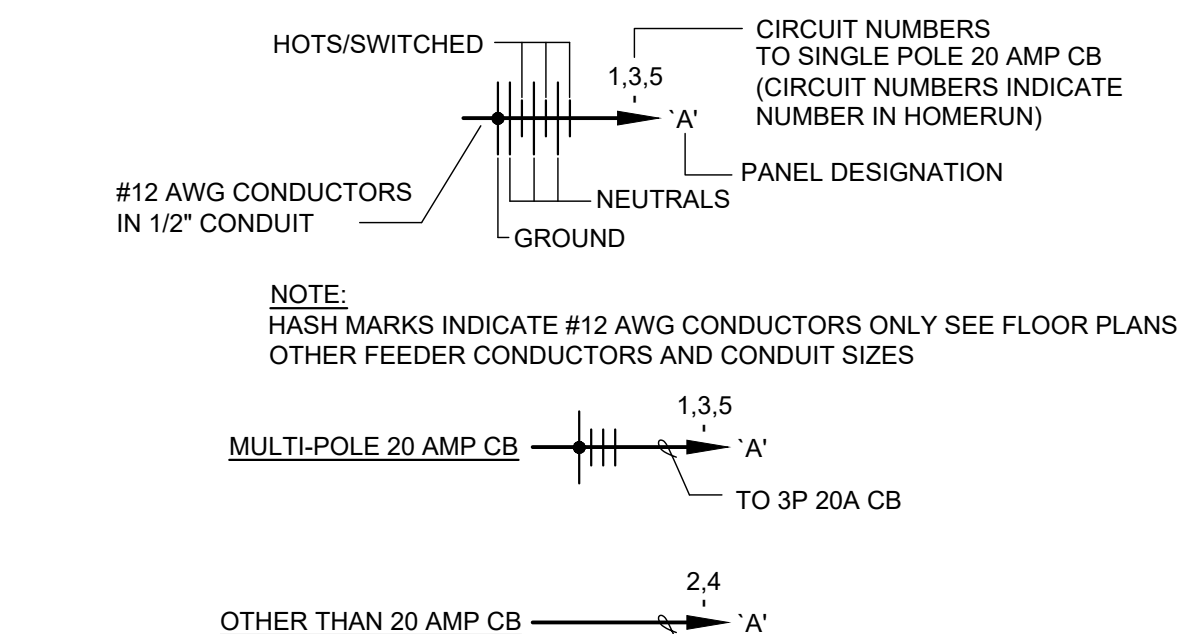 HOTS/SWITCHED
CIRCUIT NUMBERS
TO SINGLE POLE 20 AMP CB
(CIRCUIT NUMBERS INDICATE
NUMBER IN HOMERUN)
1,3,5
`A'
PANEL DESIGNATION
#12 AWG CONDUCTORS
IN 1/2" CONDUIT
NEUTRALS
GROUND
NOTE:
HASH MARKS INDICATE #12 AWG CONDUCTORS ONLY SEE FLOOR PLANS
OTHER FEEDER CONDUCTORS AND CONDUIT SIZES
1,3,5
MULTI-POLE 20 AMP CB
`A'
TO 3P 20A CB
2,4
OTHER THAN 20 AMP CB
`A'